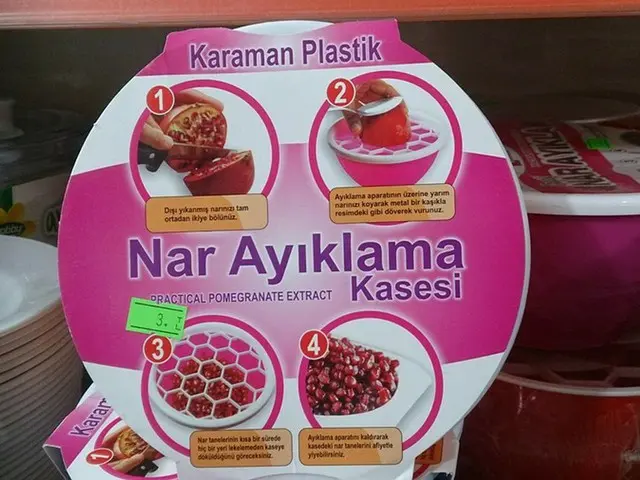 Karaman Plastik
1
2
Dışı yıkanmış narınızı tam
ortadan ikiye bölünüz.
Ayıklama aparatının üzerine yarım
narınızı koyarak metal bir kaşıkla
resimdeki gibi döverek vurunuz.
Nar Ayıklama
Kasesi
PRACTICAL POMEGRANATE EXTRACT
3.
3
4
Nar tanelerinin kısa bir sürede
hiç bir yeri lekelemeden kaseye
döküldüğünü göreceksiniz.
Ayıklama aparatını kaldırarak
kasedeki nar tanelerini afiyetle
yiyebilirsiniz.
Karama
1